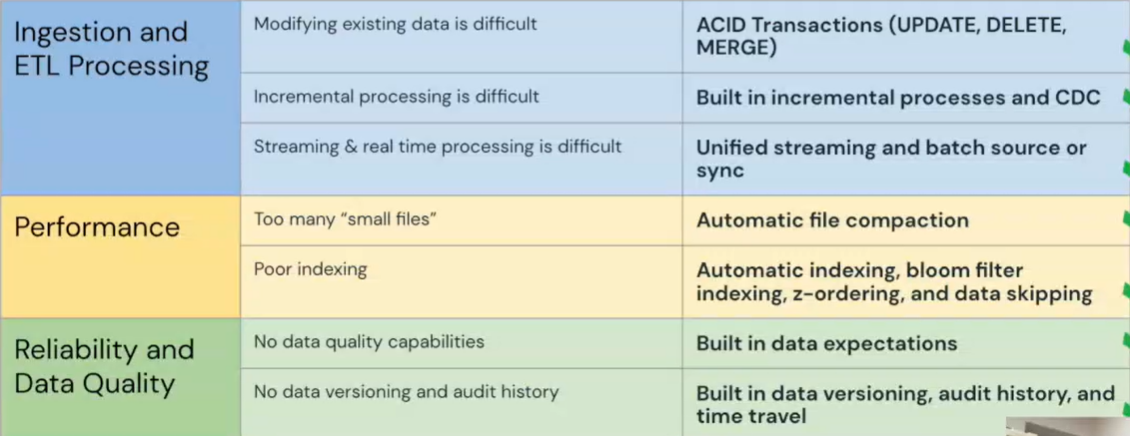 Ingestion and
ETL Processing
Modifying existing data is difficult
ACID Transactions (UPDATE, DELETE,
MERGE)
Incremental processing is difficult
Built in incremental processes and CDC
Streaming & real time processing is difficult
Unified streaming and batch source or
sync
Performance
Too many “small files”
Automatic file compaction
Poor indexing
Automatic indexing, bloom filter
indexing, z-ordering, and data skipping
Reliability and
Data Quality
No data quality capabilities
Built in data expectations
No data versioning and audit history
Built in data versioning, audit history, and
time travel